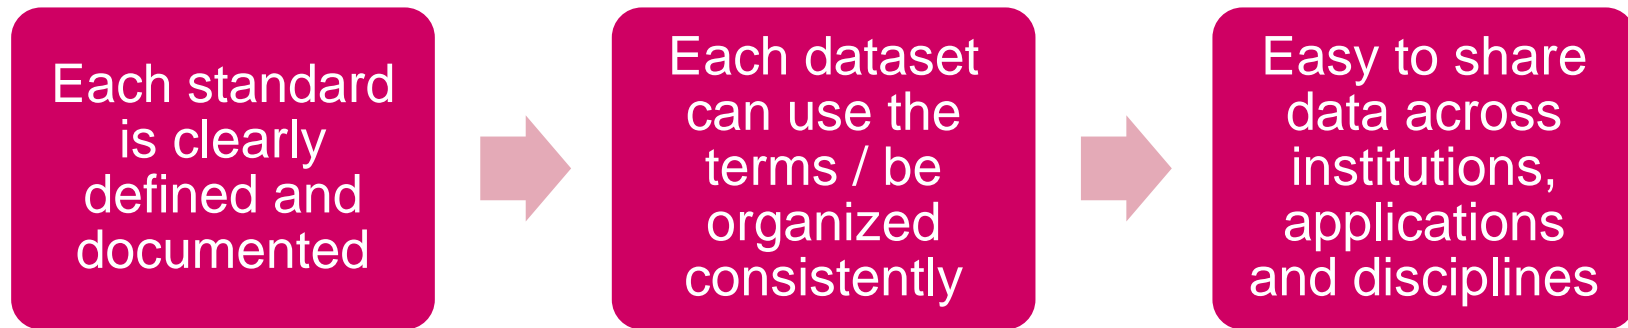 Each standard
is clearly
defined and
documented
Each dataset
can use the
terms / be
organized
consistently
Easy to share
data across
institutions,
applications
and disciplines